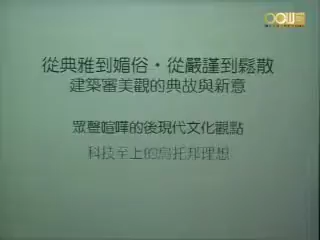 從典雅到媚俗・從嚴謹到鬆散
建築審美觀的典故與新意
眾聲喧嘩的後現代文化觀點
科技至上的烏托邦理想